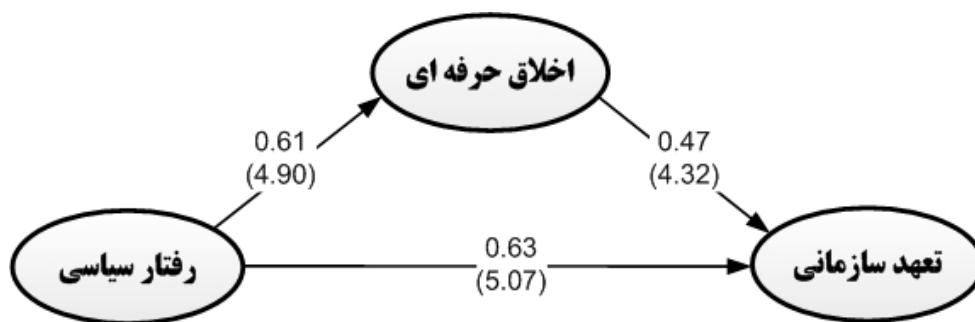 اخلاق حرفه ای
0.61
(4.90)
0.47
(4.32)
رفتار سیاسی
0.63
(5.07)
تعهد سازمانی